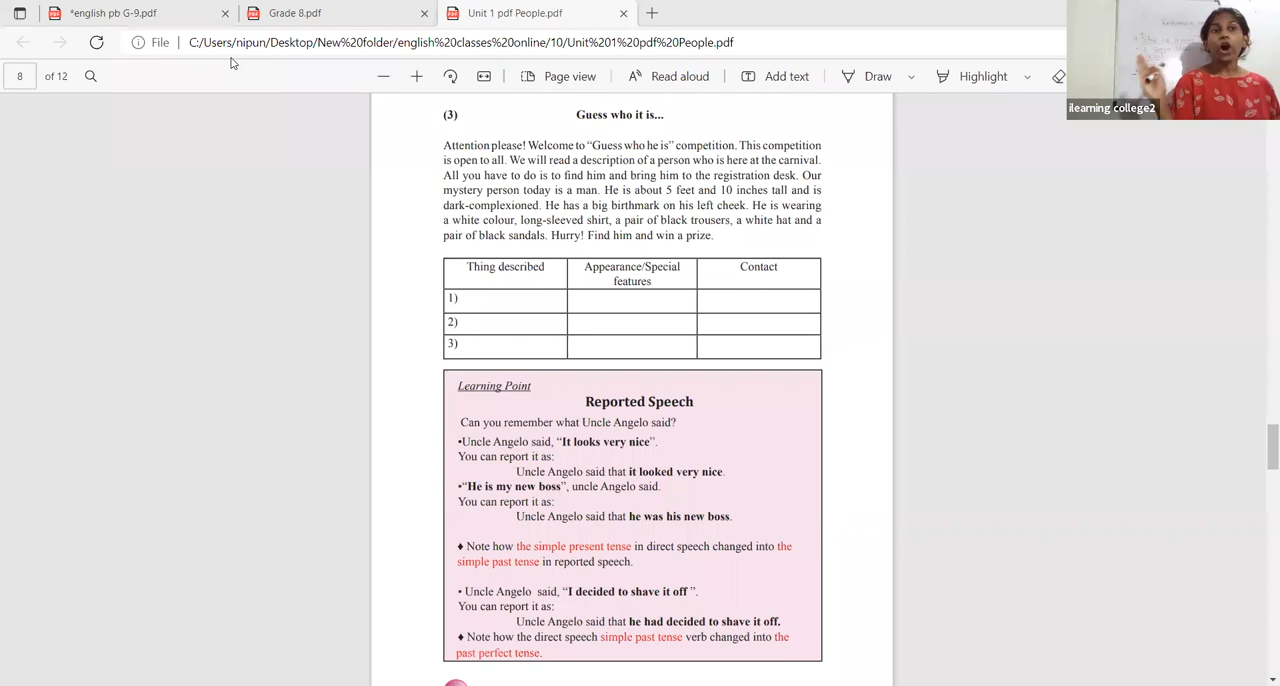 *english pb G-9.pdf
Grade 8.pdf
Unit 1 pdf People.pdf
File
C:/Users/nipun/Desktop/New%20folder/english%20classes%20online/10/Unit%201%20pdf%20People.pdf
8 of 12
Page view
Read aloud
Add text
Draw
Highlight
ilearning college2
(3) Guess who it is...
Attention please! Welcome to “Guess who he is” competition. This competition
is open to all. We will read a description of a person who is here at the carnival.
All you have to do is to find him and bring him to the registration desk. Our
mystery person today is a man. He is about 5 feet and 10 inches tall and is
dark-complexioned. He has a big birthmark on his left cheek. He is wearing
a white colour, long-sleeved shirt, a pair of black trousers, a white hat and a
pair of black sandals. Hurry! Find him and win a prize.
Thing described Appearance/Special Contact
features
1)
2)
3)
Learning Point
Reported Speech
Can you remember what Uncle Angelo said?
•Uncle Angelo said, “It looks very nice”.
You can report it as:
Uncle Angelo said that it looked very nice.
•“He is my new boss”, uncle Angelo said.
You can report it as:
Uncle Angelo said that he was his new boss.
♦ Note how the simple present tense in direct speech changed into the
simple past tense in reported speech.
• Uncle Angelo said, “I decided to shave it off ”.
You can report it as:
Uncle Angelo said that he had decided to shave it off.
♦ Note how the direct speech simple past tense verb changed into the
past perfect tense.